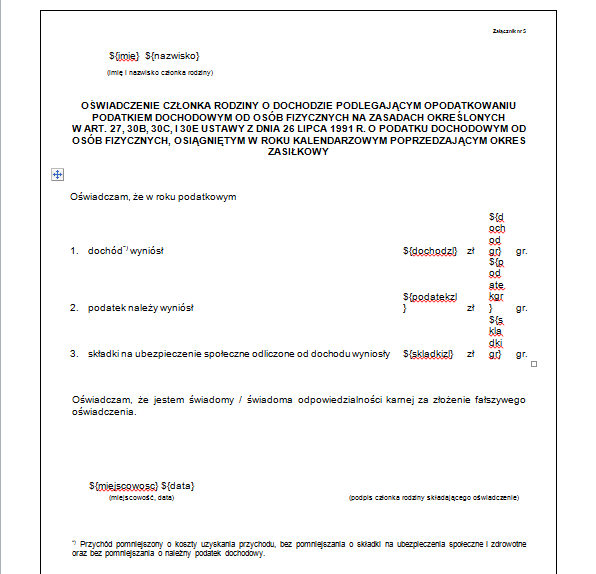 Załącznik nr 5
${imie} ${nazwisko}
(imię i nazwisko członka rodziny)
OŚWIADCZENIE CZŁONKA RODZINY O DOCHODZIE PODLEGAJĄCYM OPODATKOWANIU
PODATKIEM DOCHODOWYM OD OSÓB FIZYCZNYCH NA ZASADACH OKREŚLONYCH
W ART. 27, 30B, 30C, I 30E USTAWY Z DNIA 26 LIPCA 1991 R. O PODATKU DOCHODOWYM OD
OSÓB FIZYCZNYCH, OSIĄGNIĘTYM W ROKU KALENDARZOWYM POPRZEDZAJĄCYM OKRES
ZASIŁKOWY
Oświadczam, że w roku podatkowym
1. dochód*) wyniósł ${dochodzl} zł ${dochodgr} gr.
2. podatek należy wyniósł ${podatekzl} zł ${podatekgr} gr.
3. składki na ubezpieczenie społeczne odliczone od dochodu wyniosły ${skladkizl} zł ${skladkigr} gr.
Oświadczam, że jestem świadomy / świadoma odpowiedzialności karnej za złożenie fałszywego
oświadczenia.
${miejscowosc} ${data}
(miejscowość, data) (podpis członka rodziny składającego oświadczenie)
*) Przychód pomniejszony o koszty uzyskania przychodu, bez pomniejszania o składki na ubezpieczenia społeczne i zdrowotne
oraz bez pomniejszania o należny podatek dochodowy.